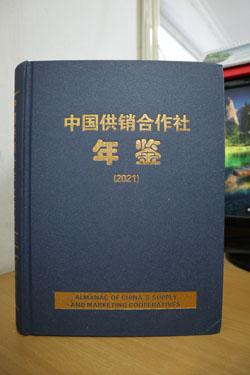 中国供销合作社
年鉴
(2021)
ALMANAC OF CHINA'S SUPPLY
AND MARKETING COOPERATIVES